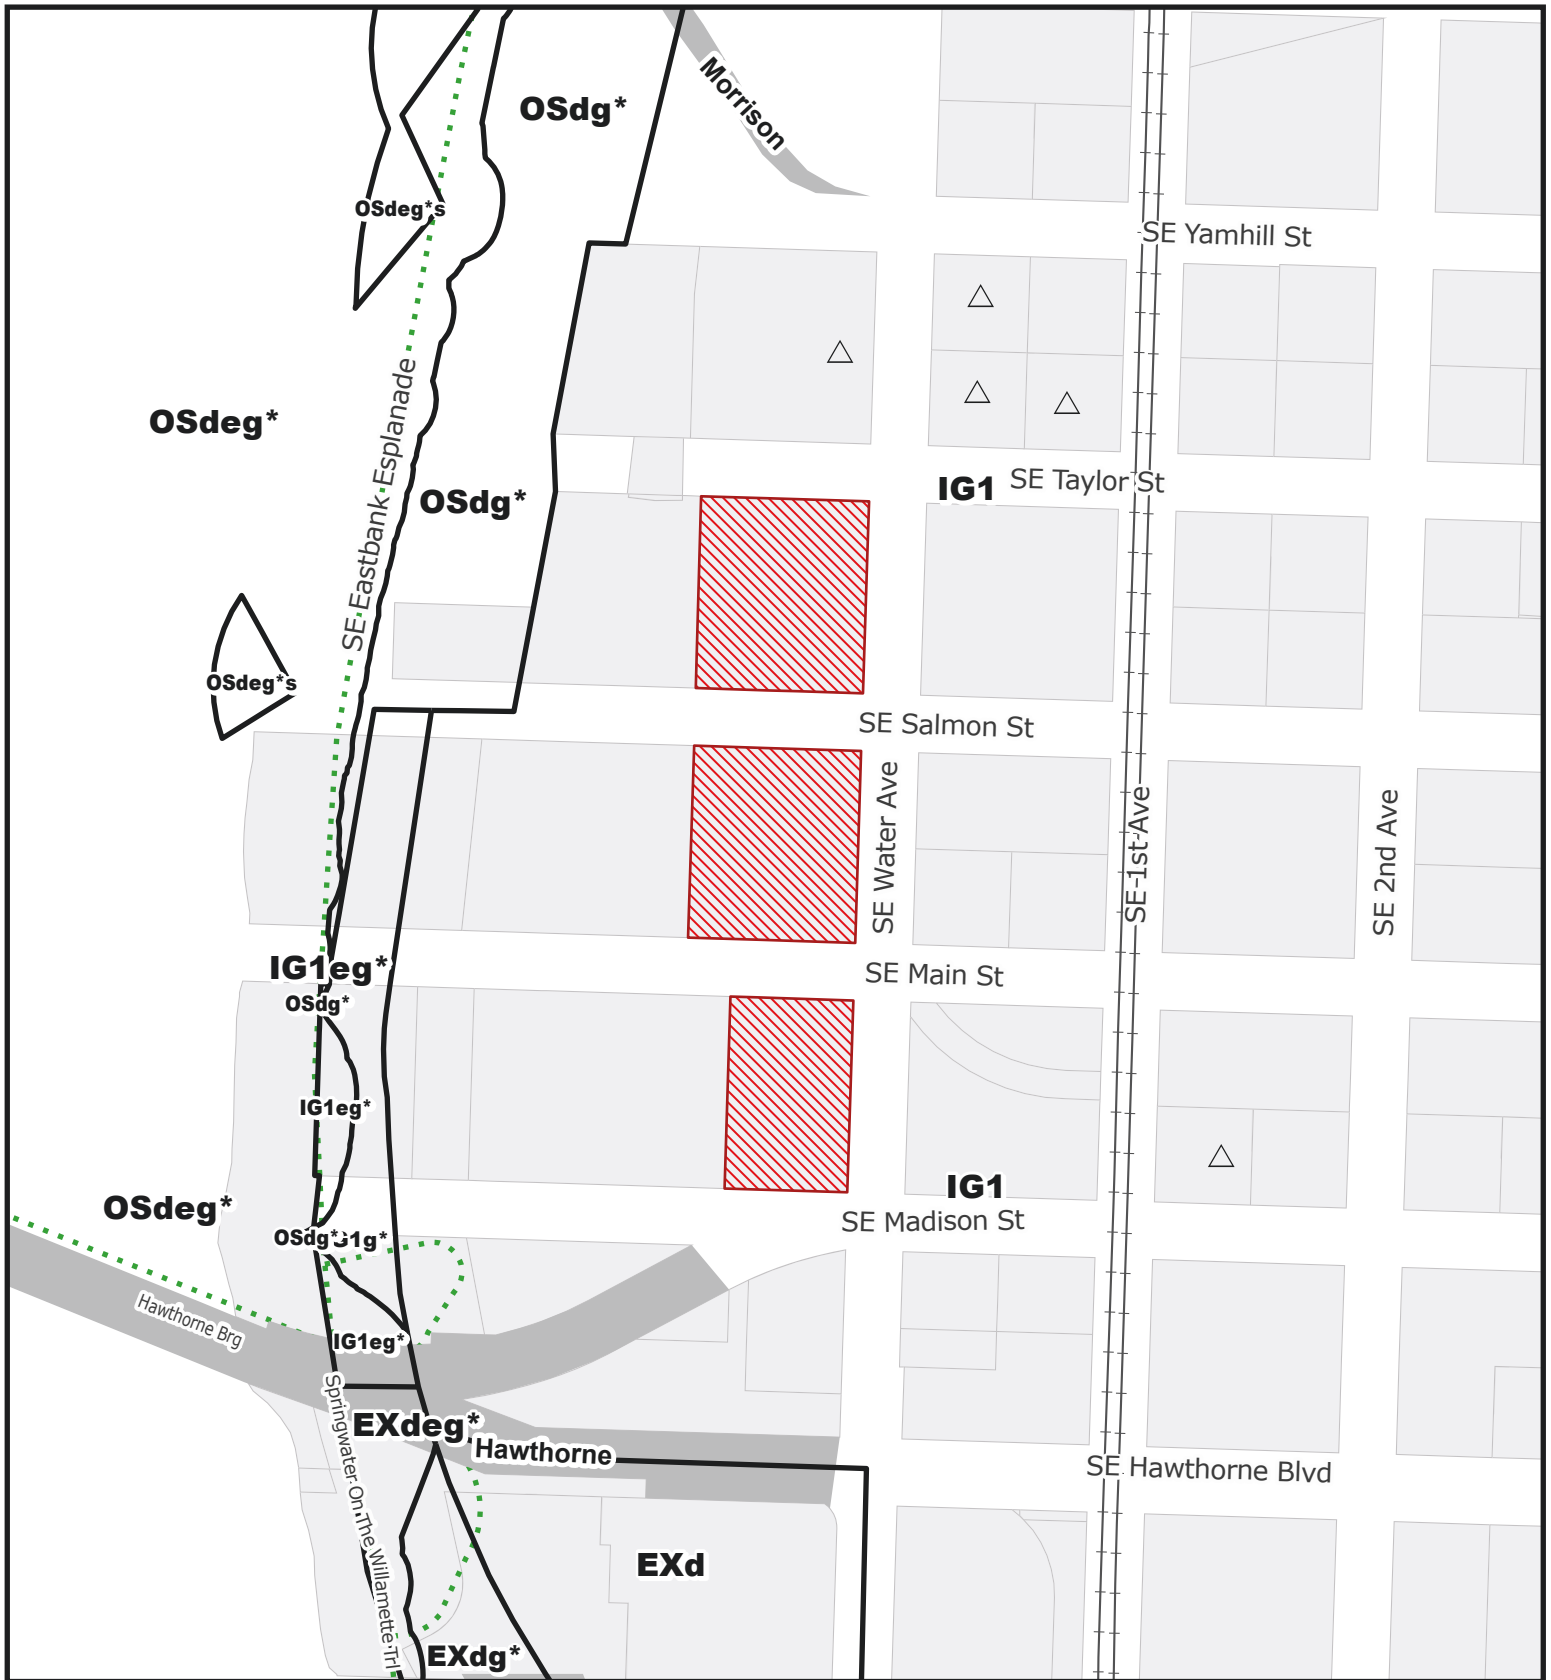 OSdg*
Morrison
OSdeg*s
SE Yamhill St
OSdeg*
SE Eastbank Esplanade
OSdg*
IG1
SE Taylor St
OSdeg*s
SE Salmon St
SE Water Ave
SE 1st Ave
SE 2nd Ave
IG1eg*
SE Main St
OSdg*
IG1eg*
IG1
OSdeg*
SE Madison St
OSdg*
G1g*
Hawthorne Brg
IG1eg*
Springwater On The Willamette Trl
EXdeg*
Hawthorne
SE Hawthorne Blvd
EXd
EXdg*